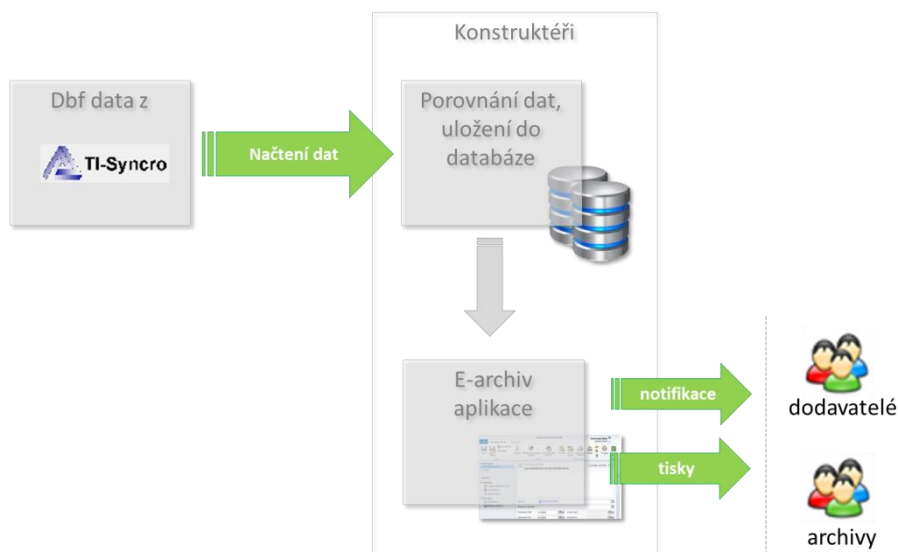 Konstruktéři
Dbf data z
TI-Syncro
Načtení dat
Porovnání dat,
uložení do
databáze
E-archiv
aplikace
notifikace
dodavatelé
tisky
archivy